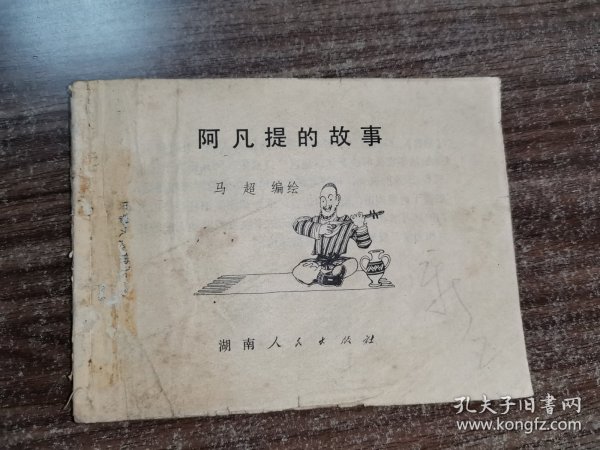 阿凡提的故事
马超 编绘
湖南人民出版社
孔夫子旧书网
www.kongfz.com